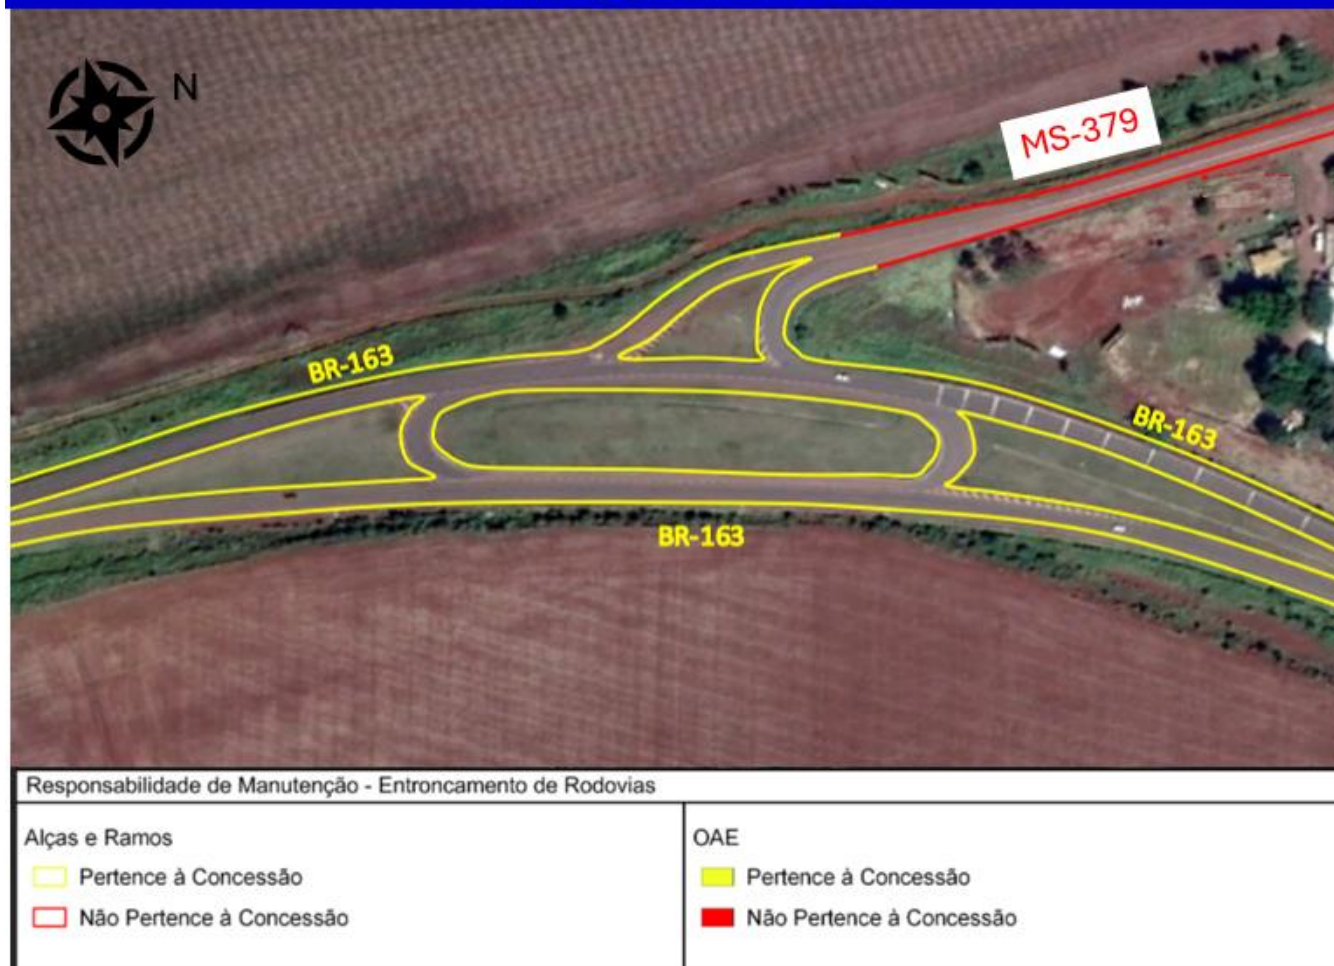 N
MS-379
BR-163
BR-163
BR-163
Responsabilidade de Manutenção - Entroncamento de Rodovias
Alças e Ramos
Pertence à Concessão
Não Pertence à Concessão
OAE
Pertence à Concessão
Não Pertence à Concessão